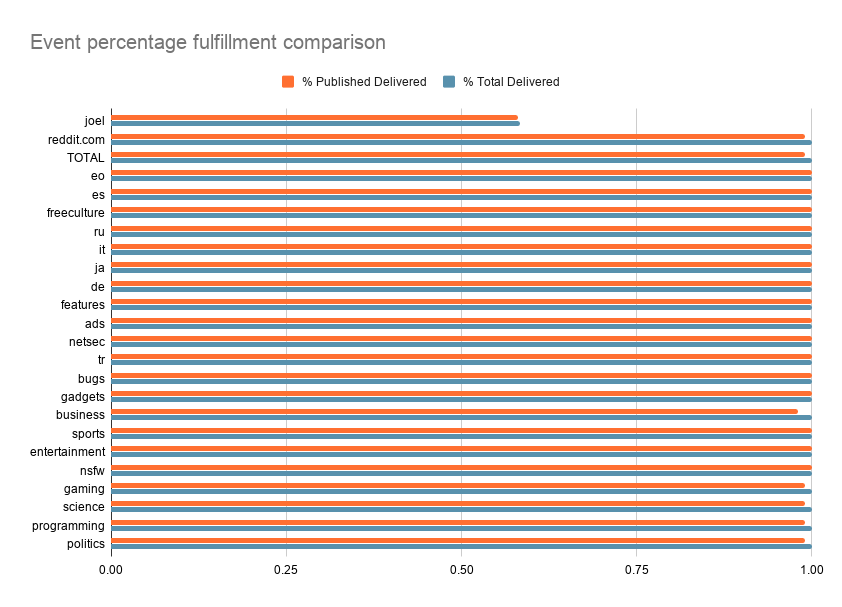 Event percentage fulfillment comparison
% Published Delivered % Total Delivered
joel
reddit.com
TOTAL
eo
es
freeculture
ru
it
ja
de
features
ads
netsec
tr
bugs
gadgets
business
sports
entertainment
nsfw
gaming
science
programming
politics
0.00 0.25 0.50 0.75 1.00